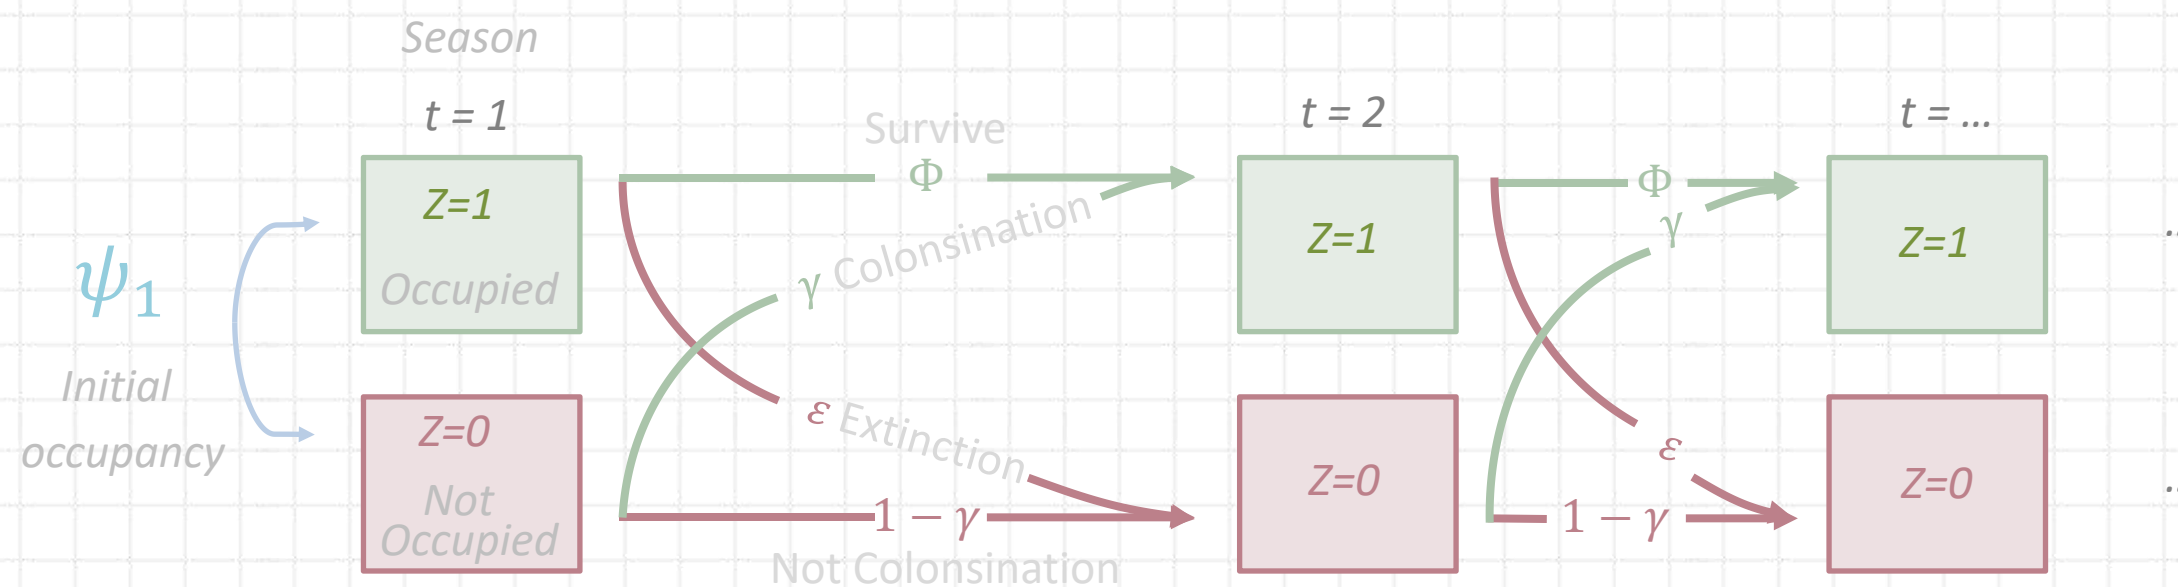 Season
t = 1
t = 2
t = ...
Survive
Φ
Φ
Z=1
γ Colonsination
γ
Z=1
Z=1
ψ1
Occupied
Initial
occupancy
Z=0
ε Extinction
ε
Z=0
Z=0
Not
Occupied
1 − γ
1 − γ
Not Colonsination